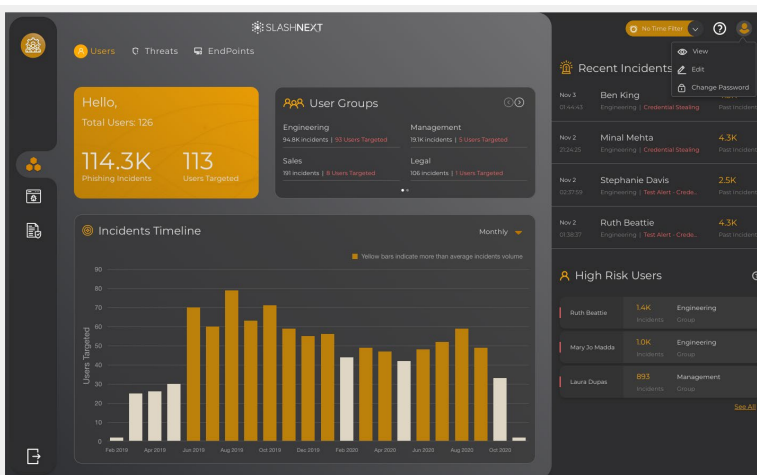 SLASHNEXT
No Time Filter
Users Threats EndPoints
View
Edit
Change Password
Hello,
Total Users: 126
114.3K 113
Phishing Incidents Users Targeted
User Groups
Engineering Management
94.8K incidents | 93 Users Targeted 19.1K incidents | 5 Users Targeted
Sales Legal
191 incidents | 8 Users Targeted 106 incidents | 1 Users Targeted
Recent Incidents
Nov 3 Ben King
01:44:43 Engineering | Credential Stealing Past Inciden
Nov 2 Minal Mehta 4.3K
21:24:25 Engineering | Credential Stealing Past Inciden
Nov 2 Stephanie Davis 2.5K
02:37:59 Engineering | Test Alert - Crede... Past Inciden
Nov 2 Ruth Beattie 4.3K
01:38:37 Engineering | Test Alert - Crede... Past Inciden
Incidents Timeline Monthly
Yellow bars indicate more than average incidents volume
Users Targeted
90
80
70
60
50
40
30
20
10
0
Feb 2019 Apr 2019 Jun 2019 Aug 2019 Oct 2019 Dec 2019 Feb 2020 Apr 2020 Jun 2020 Aug 2020 Oct 2020
High Risk Users
Ruth Beattie 1.4K Engineering
Incidents Group
Mary Jo Madda 1.0K Engineering
Incidents Group
Laura Dupas 893 Management
Incidents Group
See All